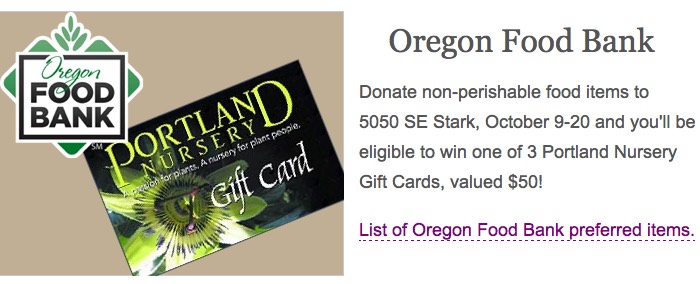 Oregon
FOOD
BANK
SM
PORTLAND
NURSERY
A passion for plants. A nursery for plant people.
Gift Card
Oregon Food Bank
Donate non-perishable food items to
5050 SE Stark, October 9-20 and you'll be
eligible to win one of 3 Portland Nursery
Gift Cards, valued $50!
List of Oregon Food Bank preferred items.